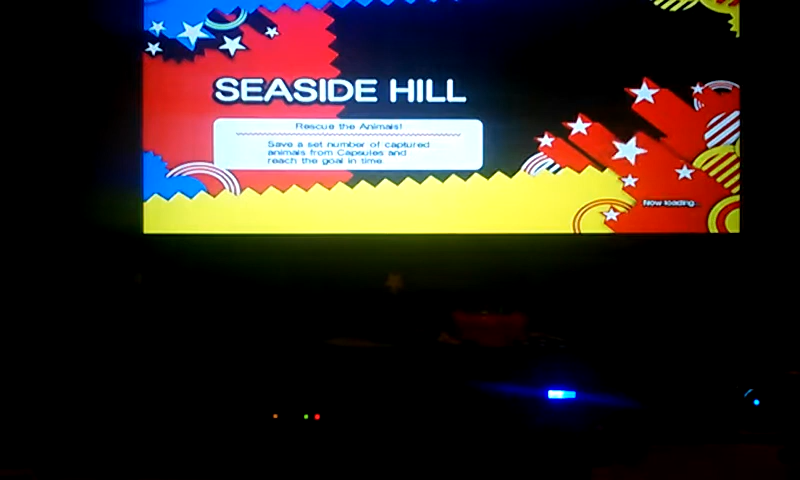 SEASIDE HILL
Rescue the Animals!
Save a set number of captured
animals from Capsules and
reach the goal in time.
Now loading...